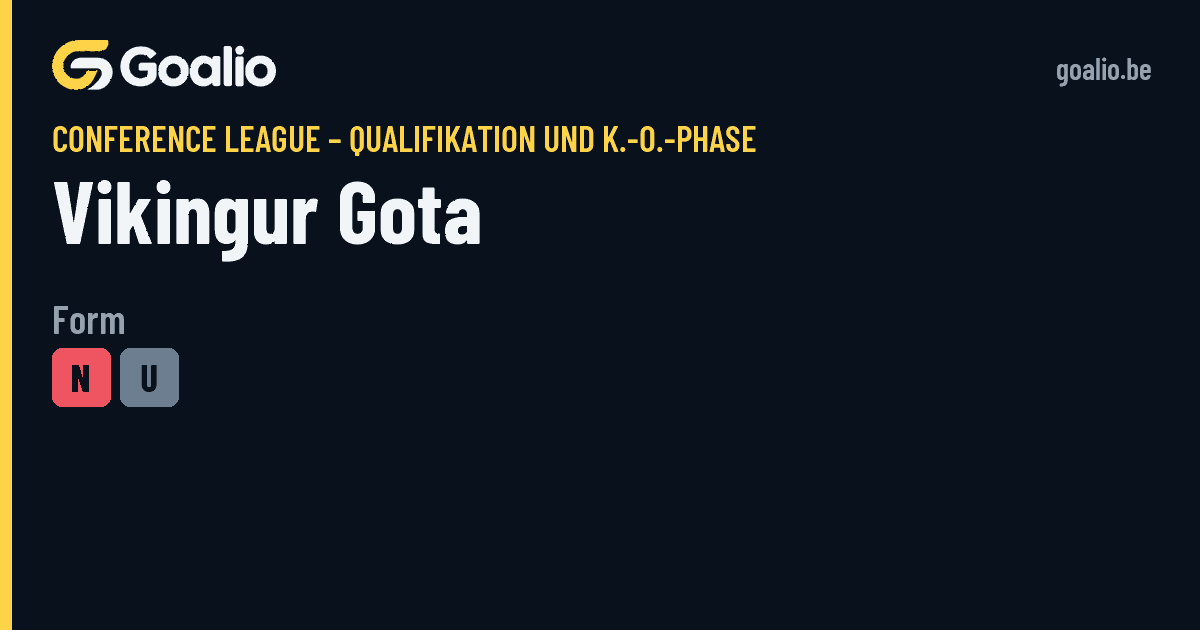 Goalio
goalio.be
CONFERENCE LEAGUE – QUALIFIKATION UND K.-O.-PHASE
Vikingur Gota
Form
N U